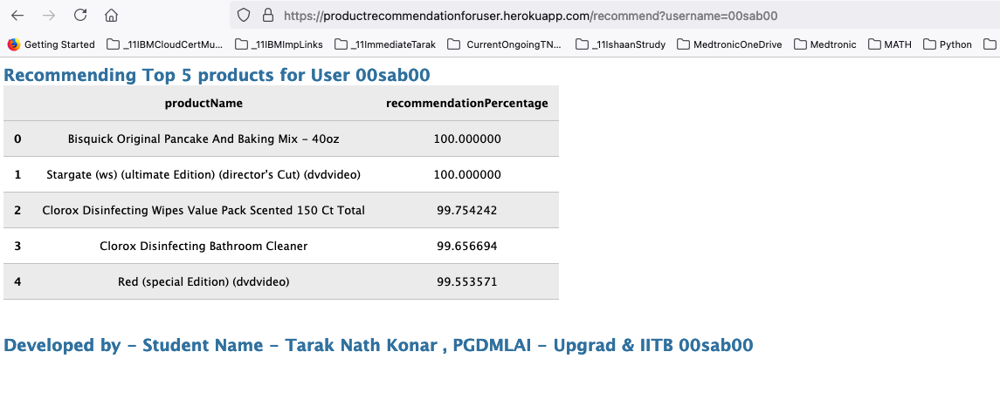 https://productrecommendationforuser.herokuapp.com/recommend?username=00sab00
Getting Started _11IBMCloudCertMu... _11IBMImpLinks _11ImmediateTarak CurrentOngoingTN... _11IshaanStrudy MedtronicOneDrive Medtronic MATH Python
Recommending Top 5 products for User 00sab00
productName recommendationPercentage
0 Bisquick Original Pancake And Baking Mix - 40oz 100.000000
1 Stargate (ws) (ultimate Edition) (director's Cut) (dvdvideo) 100.000000
2 Clorox Disinfecting Wipes Value Pack Scented 150 Ct Total 99.754242
3 Clorox Disinfecting Bathroom Cleaner 99.656694
4 Red (special Edition) (dvdvideo) 99.553571
Developed by - Student Name - Tarak Nath Konar , PGDMLAI - Upgrad & IITB 00sab00